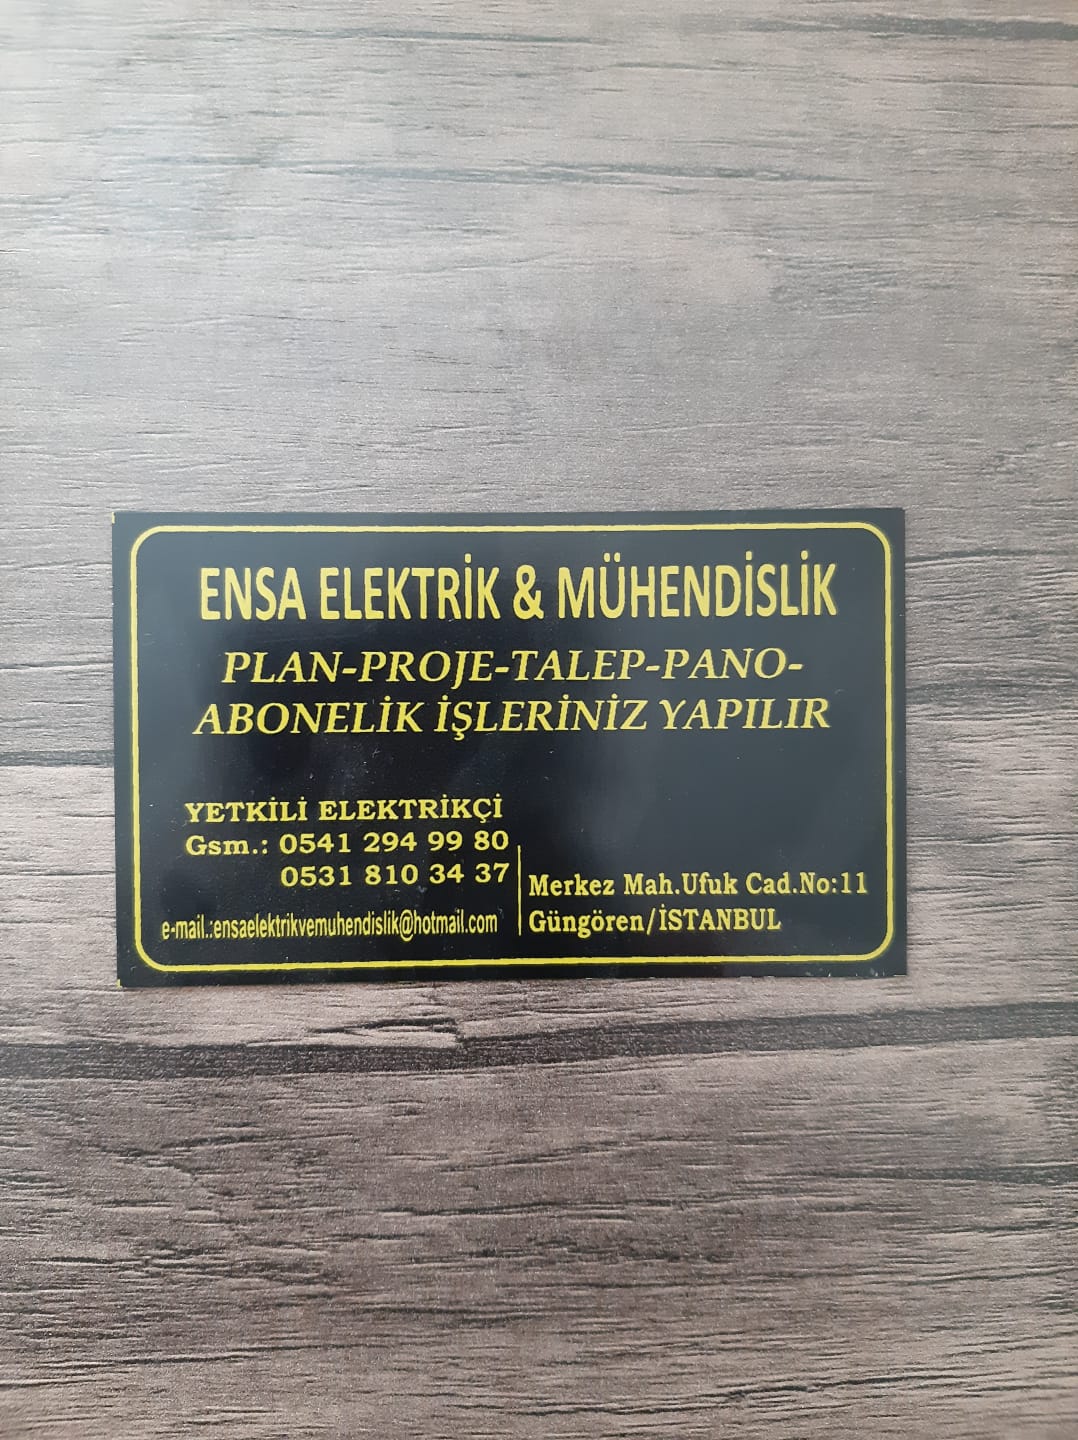 ENSA ELEKTRİK & MÜHENDİSLİK
PLAN-PROJE-TALEP-PANO-
ABONELİK İŞLERİNİZ YAPILIR
YETKİLİ ELEKTRİKÇİ
Gsm.: 0541 294 99 80
0531 810 34 37
e-mail.:ensaelektrikvemuhendislik@hotmail.com
Merkez Mah.Ufuk Cad.No:11
Güngören/İSTANBUL